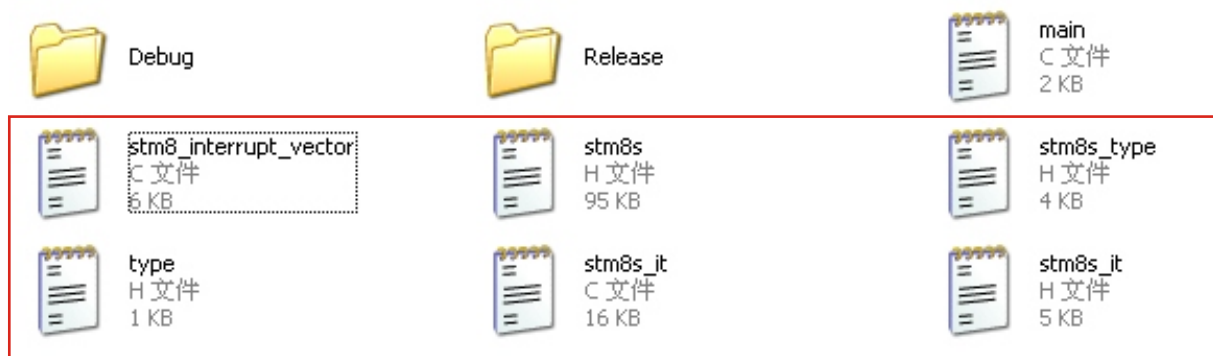 Debug
Release
main
C 文件
2 KB
stm8_interrupt_vector
C 文件
6 KB
stm8s
H 文件
95 KB
stm8s_type
H 文件
4 KB
type
H 文件
1 KB
stm8s_it
C 文件
16 KB
stm8s_it
H 文件
5 KB